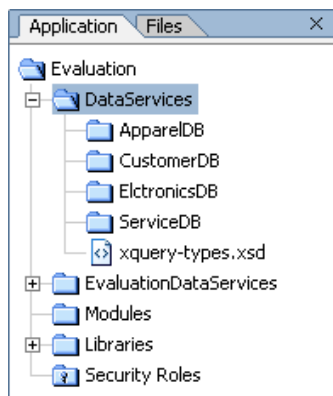 Application Files
Evaluation
DataServices
ApparelDB
CustomerDB
ElctronicsDB
ServiceDB
xquery-types.xsd
EvaluationDataServices
Modules
Libraries
Security Roles